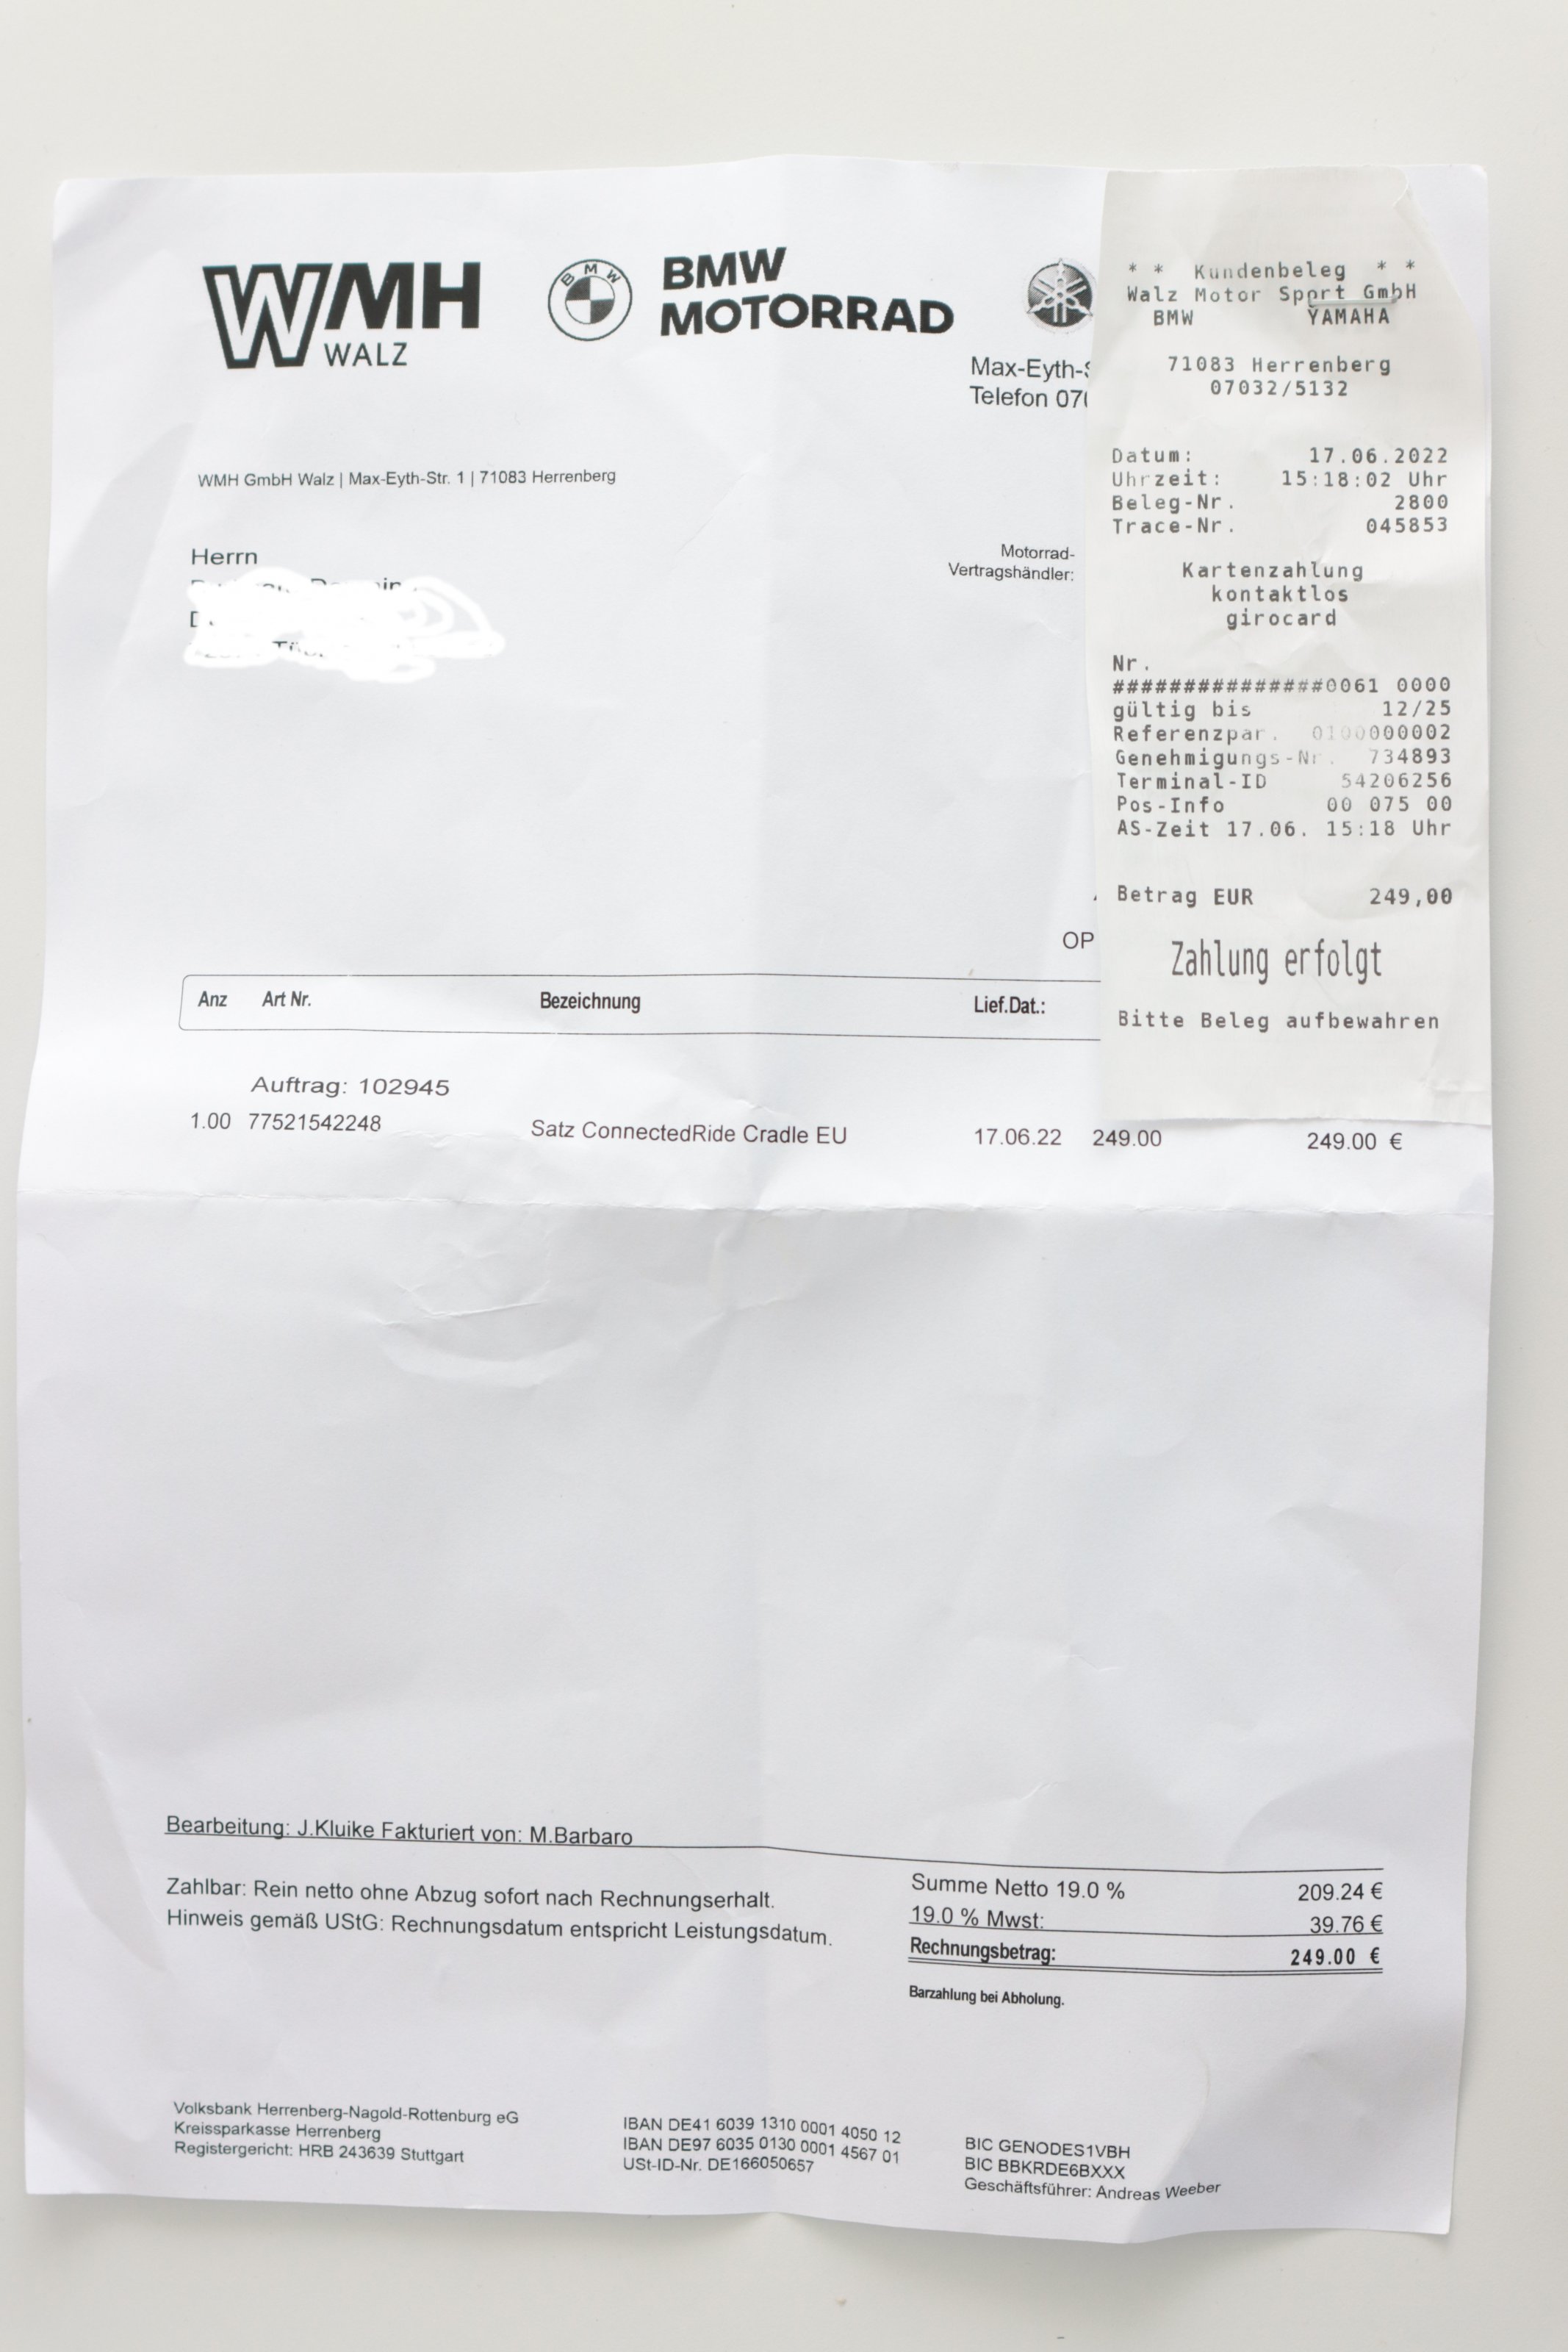 WMH
WALZ
BMW
BMW
MOTORRAD
Max-Eyth-
Telefon
WMH GmbH Walz | Max-Eyth-Str. 1 | 71083 Herrenberg
Herrn
Motorrad-
Vertragshändler:
OP
* * Kundenbeleg * *
Walz Motor Sport GmbH
BMW YAMAHA
71083 Herrenberg
07032/5132
Datum: 17.06.2022
Uhrzeit: 15:18:02 Uhr
Beleg-Nr. 2800
Trace-Nr. 045853
Kartenzahlung
kontaktlos
girocard
Nr.
###############0061 0000
gültig bis 12/25
Referenzpar. 0100000002
Genehmigungs-Nr. 734893
Terminal-ID 54206256
Pos-Info 00 075 00
AS-Zeit 17.06. 15:18 Uhr
Betrag EUR 249,00
Zahlung erfolgt
Bitte Beleg aufbewahren
Anz Art Nr. Bezeichnung Lief.Dat.:
Auftrag: 102945
1.00 77521542248 Satz ConnectedRide Cradle EU 17.06.22 249.00 249.00 €
Bearbeitung: J.Kluike Fakturiert von: M.Barbaro
Zahlbar: Rein netto ohne Abzug sofort nach Rechnungserhalt.
Hinweis gemäß UStG: Rechnungsdatum entspricht Leistungsdatum.
Summe Netto 19.0 % 209.24 €
19.0 % Mwst: 39.76 €
Rechnungsbetrag: 249.00 €
Barzahlung bei Abholung.
Volksbank Herrenberg-Nagold-Rottenburg eG
Kreissparkasse Herrenberg
Registergericht: HRB 243639 Stuttgart
IBAN DE41 6039 1310 0001 4050 12
IBAN DE97 6035 0130 0001 4567 01
USt-ID-Nr. DE166050657
BIC GENODES1VBH
BIC BBKRDE6BXXX
Geschäftsführer: Andreas Weeber